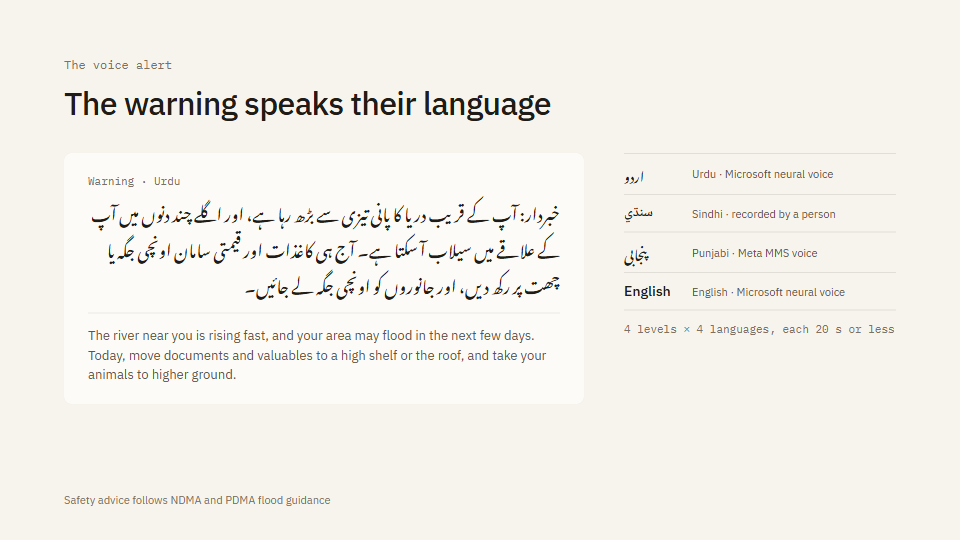 The voice alert
The warning speaks their language
Warning · Urdu
خبردار: آپ کے قریب دریا کا پانی تیزی سے بڑھ رہا ہے، اور اگلے چند دنوں میں آپ
کے علاقے میں سیلاب آ سکتا ہے۔ آج ہی کاغذات اور قیمتی سامان اونچی جگہ یا
چھت پر رکھ دیں، اور جانوروں کو اونچی جگہ لے جائیں۔
The river near you is rising fast, and your area may flood in the next few days.
Today, move documents and valuables to a high shelf or the roof, and take your
animals to higher ground.
اردو Urdu · Microsoft neural voice
سنڌي Sindhi · recorded by a person
پنجابی Punjabi · Meta MMS voice
English English · Microsoft neural voice
4 levels × 4 languages, each 20 s or less
Safety advice follows NDMA and PDMA flood guidance